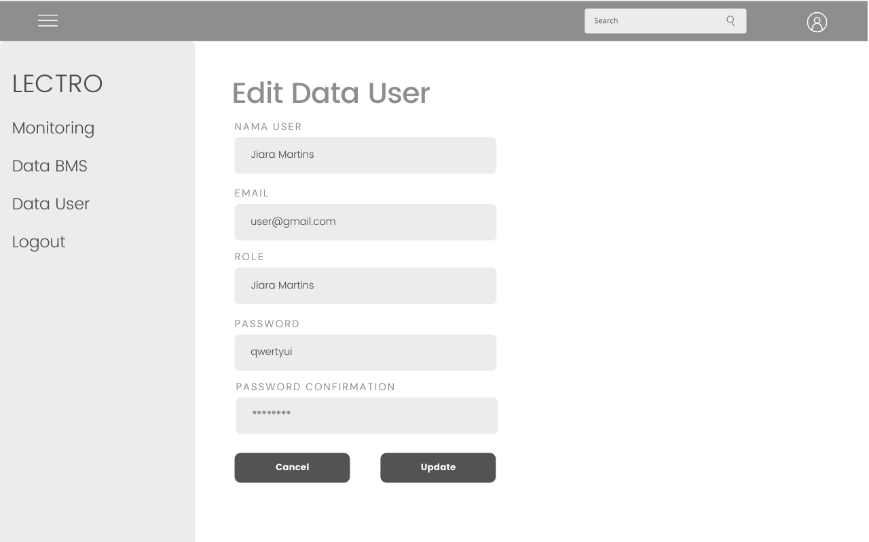 Search
LECTRO
Monitoring
Data BMS
Data User
Logout
Edit Data User
NAMA USER
Jiara Martins
EMAIL
user@gmail.com
ROLE
Jiara Martins
PASSWORD
qwertyui
PASSWORD CONFIRMATION
********
Cancel
Update